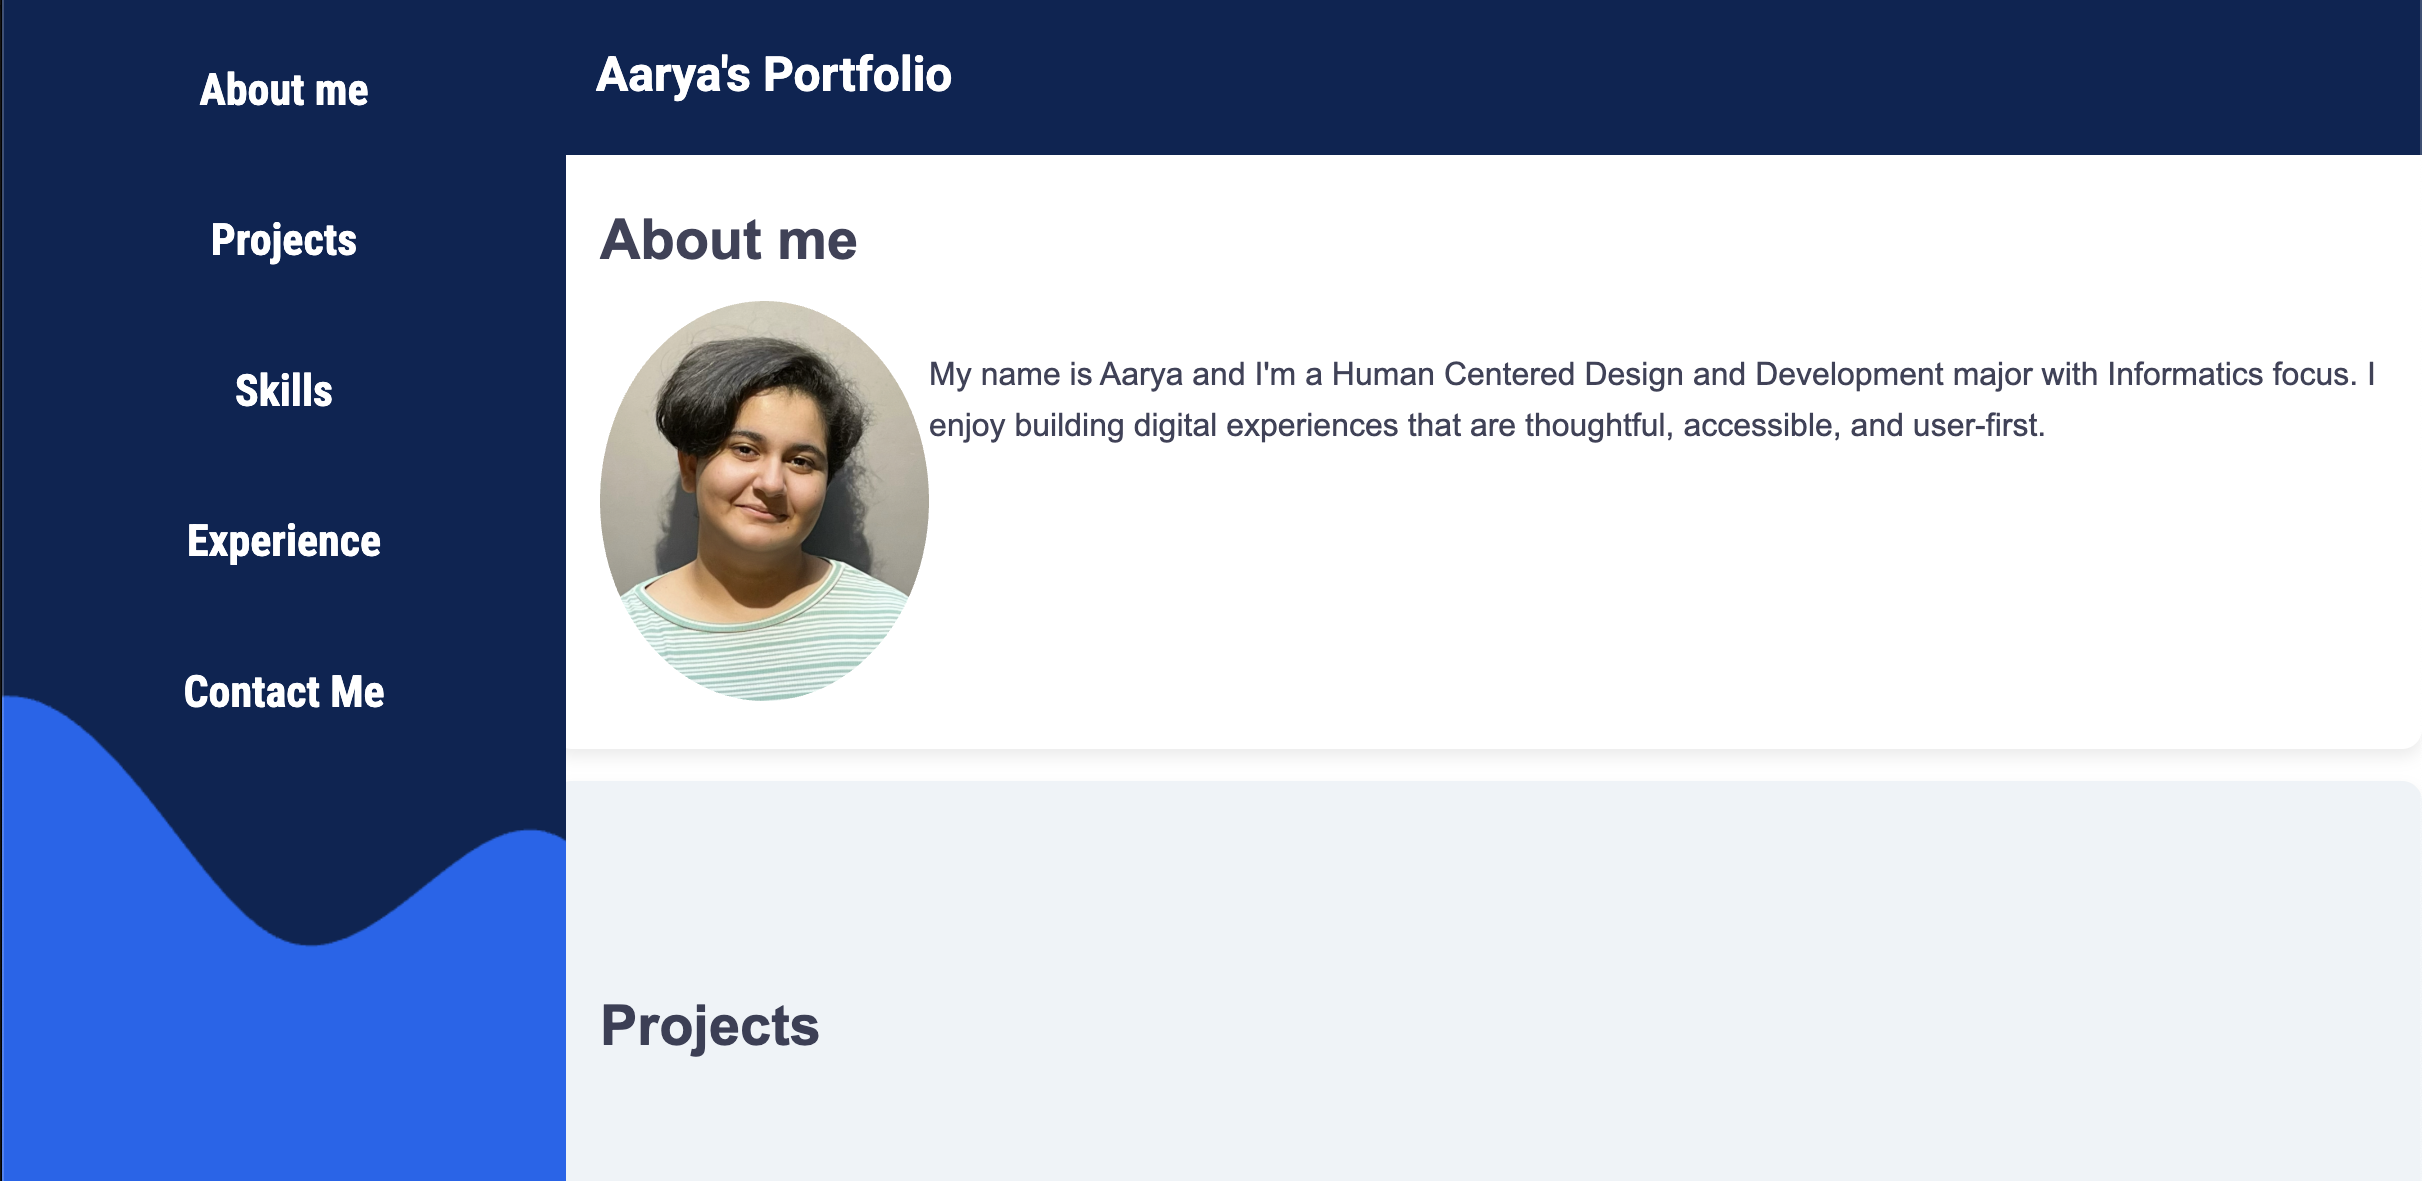 About me
Projects
Skills
Experience
Contact Me
Aarya's Portfolio
About me
My name is Aarya and I'm a Human Centered Design and Development major with Informatics focus. I
enjoy building digital experiences that are thoughtful, accessible, and user-first.
Projects